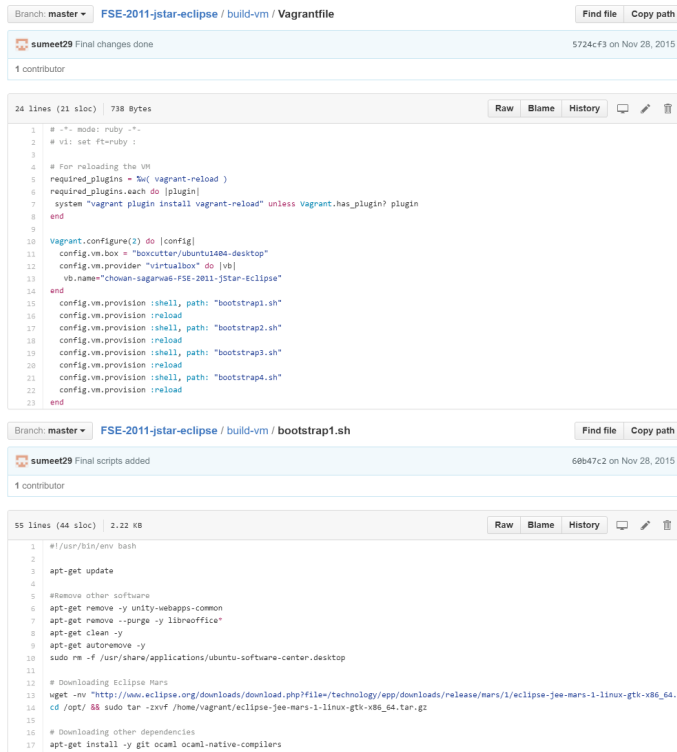 Branch: master FSE-2011-jstar-eclipse / build-vm / Vagrantfile Find file Copy path
sumeet29 Final changes done 5724cf3 on Nov 28, 2015
1 contributor
24 lines (21 sloc) 738 Bytes Raw Blame History
1 # -*- mode: ruby -*-
2 # vi: set ft=ruby :
3
4 # For reloading the VM
5 required_plugins = %w( vagrant-reload )
6 required_plugins.each do |plugin|
7 system "vagrant plugin install vagrant-reload" unless Vagrant.has_plugin? plugin
8 end
9
10 Vagrant.configure(2) do |config|
11 config.vm.box = "boxcutter/ubuntu1404-desktop"
12 config.vm.provider "virtualbox" do |vb|
13 vb.name="chowan-sagarwa6-FSE-2011-jStar-Eclipse"
14 end
15 config.vm.provision :shell, path: "bootstrap1.sh"
16 config.vm.provision :reload
17 config.vm.provision :shell, path: "bootstrap2.sh"
18 config.vm.provision :reload
19 config.vm.provision :shell, path: "bootstrap3.sh"
20 config.vm.provision :reload
21 config.vm.provision :shell, path: "bootstrap4.sh"
22 config.vm.provision :reload
23 end
Branch: master FSE-2011-jstar-eclipse / build-vm / bootstrap1.sh Find file Copy path
sumeet29 Final scripts added 60b47c2 on Nov 28, 2015
1 contributor
55 lines (44 sloc) 2.22 KB Raw Blame History
1 #!/usr/bin/env bash
2
3 apt-get update
4
5 #Remove other software
6 apt-get remove -y unity-webapps-common
7 apt-get remove --purge -y libreoffice*
8 apt-get clean -y
9 apt-get autoremove -y
10 sudo rm -f /usr/share/applications/ubuntu-software-center.desktop
11
12 # Downloading Eclipse Mars
13 wget -nv "http://www.eclipse.org/downloads/download.php?file=/technology/epp/downloads/release/mars/1/eclipse-jee-mars-1-linux-gtk-x86_64.
14 cd /opt/ && sudo tar -zxvf /home/vagrant/eclipse-jee-mars-1-linux-gtk-x86_64.tar.gz
15
16 # Downloading other dependencies
17 apt-get install -y git ocaml ocaml-native-compilers